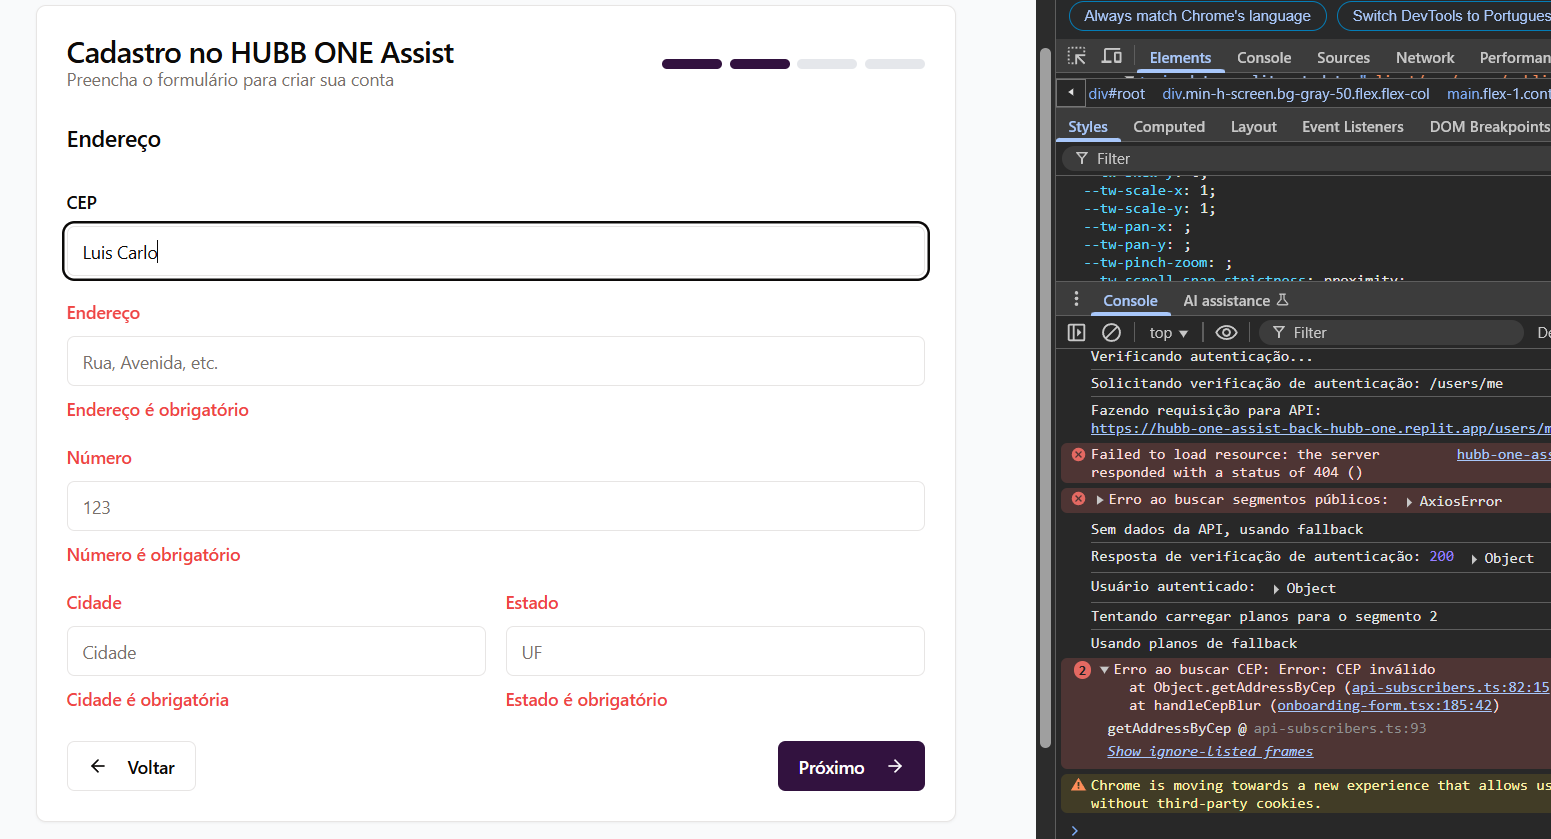 Cadastro no HUBB ONE Assist
Preencha o formulário para criar sua conta
Endereço
CEP
Luis Carlo
Endereço
Rua, Avenida, etc.
Endereço é obrigatório
Número
123
Número é obrigatório
Cidade
Estado
Cidade
UF
Cidade é obrigatória
Estado é obrigatório
Voltar
Próximo
Always match Chrome's language
Switch DevTools to Portugues
Elements Console Sources Network Performan
div#root div.min-h-screen.bg-gray-50.flex.flex-col main.flex-1.cont
Styles Computed Layout Event Listeners DOM Breakpoints
Filter
--tw-scale-x: 1;
--tw-scale-y: 1;
--tw-pan-x: ;
--tw-pan-y: ;
--tw-pinch-zoom: ;
--tw-scroll-snap-strictness: proximity;
Console AI assistance
top Filter De
Verificando autenticação...
Solicitando verificação de autenticação: /users/me
Fazendo requisição para API:
https://hubb-one-assist-back-hubb-one.replit.app/users/m
Failed to load resource: the server hubb-one-ass
responded with a status of 404 ()
Erro ao buscar segmentos públicos: AxiosError
Sem dados da API, usando fallback
Resposta de verificação de autenticação: 200 Object
Usuário autenticado: Object
Tentando carregar planos para o segmento 2
Usando planos de fallback
2 Erro ao buscar CEP: Error: CEP inválido
at Object.getAddressByCep (api-subscribers.ts:82:15
at handleCepBlur (onboarding-form.tsx:185:42)
getAddressByCep @ api-subscribers.ts:93
Show ignore-listed frames
Chrome is moving towards a new experience that allows us
without third-party cookies.